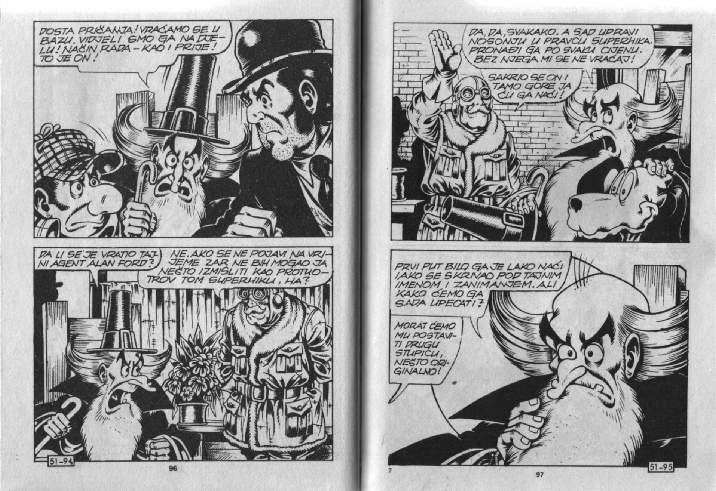 DOSTA PRIČANJA! VRAĆAMO SE U
BAZU. VIDJELI SMO GA NA DJE-
LU! NAČIN RADA - KAO I PRIJE!
TO JE ON!
DA LI SE JE VRATIO TAJ-
NI AGENT ALAN FORD?
NE. AKO SE NE POJAVI NA VRI-
JEME ZAR NE BIH MOGAO JA
NEŠTO IZMISLITI KAO PROTUO-
TROV TOM SUPERHIKU, HA?
51-94
96
DA, DA, SVAKAKO, A SAD UPRAVI
NOSONJU U PRAVCU SUPERHIKA.
PRONAĐI GA PO SVAKU CIJENU.
BEZ NJEGA MI SE NE VRAĆAJ!
SAKRIO SE ON I
TAMO GORE JA
ĆU GA NAĆI!
PRVI PUT BILO GA JE LAKO NAĆI
IAKO SE SKRIVAO POD TAJNIM
IMENOM I ZANIMANJEM. ALI
KAKO ĆEMO GA
SADA UPECATI?
MORAT ĆEMO
MU POSTAVI-
TI DRUGU
STUPICU,
NEŠTO ORI-
GINALNO!
97
51-95